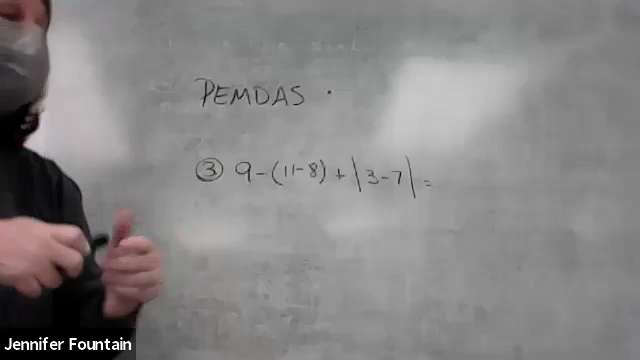 PEMDAS .
③ 9-(11-8) + |3-7| =
Jennifer Fountain